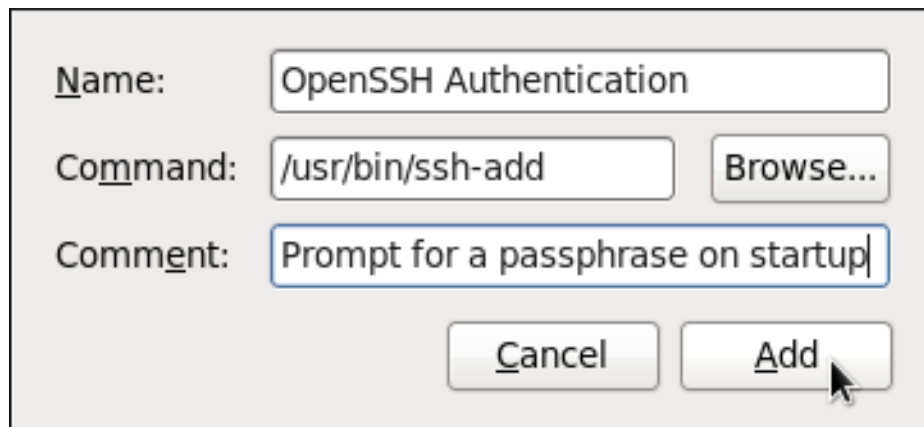 Name: OpenSSH Authentication
Command: /usr/bin/ssh-add Browse...
Comment: Prompt for a passphrase on startup
Cancel Add